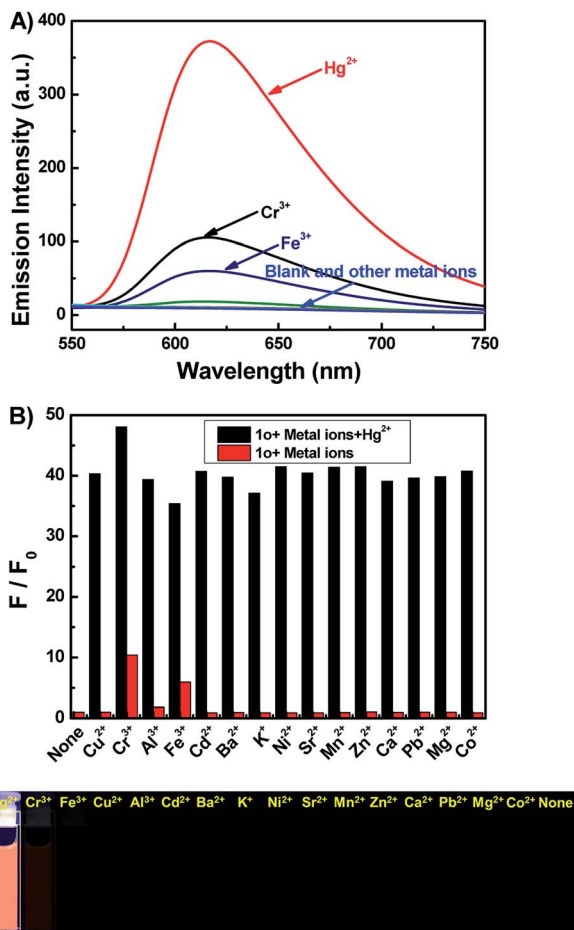 A)
Emission Intensity (a.u.)
400
300
200
100
0
Hg²⁺
Cr³⁺
Fe³⁺
Blank and other metal ions
550 600 650 700 750
Wavelength (nm)
B)
F / F₀
50
40
30
20
10
0
1o+ Metal ions+Hg²⁺
1o+ Metal ions
None Cu²⁺ Cr³⁺ Al³⁺ Fe³⁺ Cd²⁺ Ba²⁺ K⁺ Ni²⁺ Sr²⁺ Mn²⁺ Zn²⁺ Ca²⁺ Pb²⁺ Mg²⁺ Co²⁺
g²⁺ Cr³⁺ Fe³⁺ Cu²⁺ Al³⁺ Cd²⁺ Ba²⁺ K⁺ Ni²⁺ Sr²⁺ Mn²⁺ Zn²⁺ Ca²⁺ Pb²⁺ Mg²⁺ Co²⁺ None